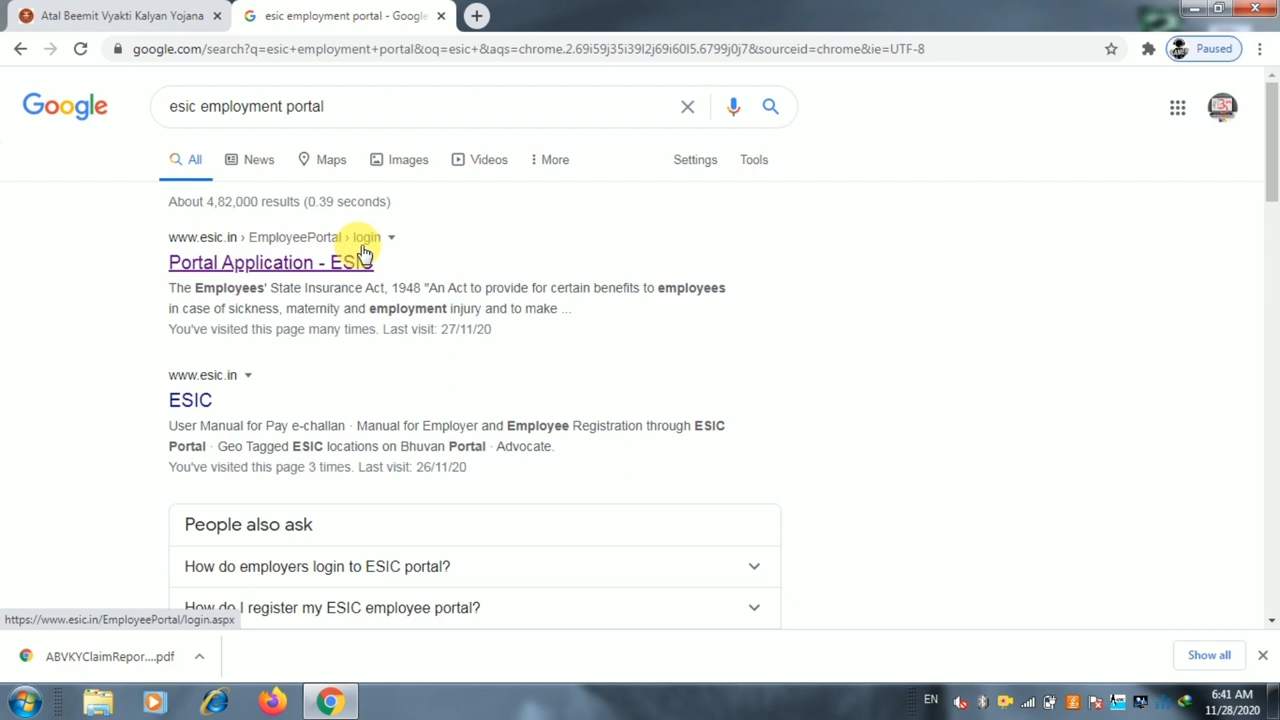 Atal Beemit Vyakti Kalyan Yojana
esic employment portal - Google
google.com/search?q=esic+employment+portal&oq=esic+&aqs=chrome.2.69i59j35i39l2j69i60l5.6799j0j7&sourceid=chrome&ie=UTF-8
Paused
Google
esic employment portal
All News Maps Images Videos More Settings Tools
About 4,82,000 results (0.39 seconds)
www.esic.in › EmployeePortal › login
Portal Application - ESIC
The Employees' State Insurance Act, 1948 "An Act to provide for certain benefits to employees
in case of sickness, maternity and employment injury and to make ...
You've visited this page many times. Last visit: 27/11/20
www.esic.in
ESIC
User Manual for Pay e-challan · Manual for Employer and Employee Registration through ESIC
Portal · Geo Tagged ESIC locations on Bhuvan Portal · Advocate.
You've visited this page 3 times. Last visit: 26/11/20
People also ask
How do employers login to ESIC portal?
How do I register my ESIC employee portal?
https://www.esic.in/EmployeePortal/login.aspx
ABVKYClaimRepor....pdf
Show all
EN
6:41 AM
11/28/2020